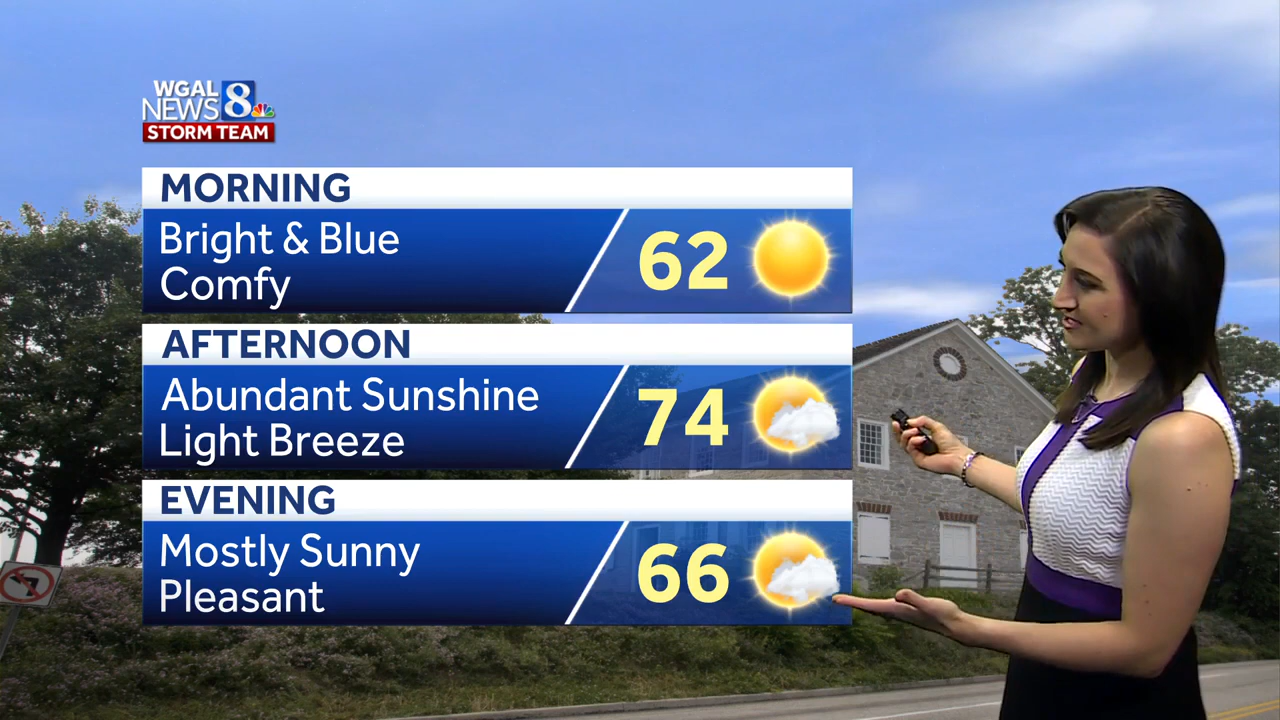 WGAL
NEWS 8
STORM TEAM
MORNING
Bright & Blue
Comfy
62
AFTERNOON
Abundant Sunshine
Light Breeze
74
EVENING
Mostly Sunny
Pleasant
66